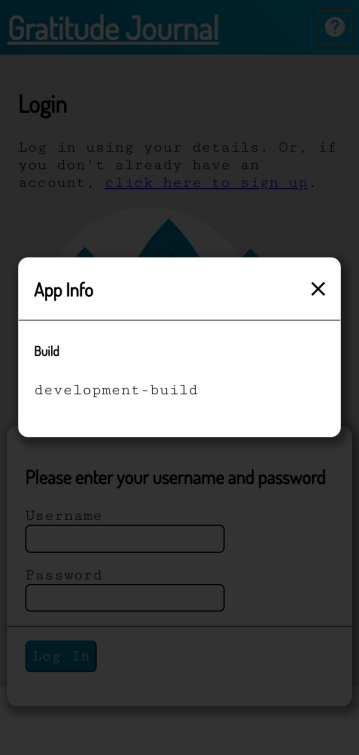 Gratitude Journal
Login
Log in using your details. Or, if
you don't already have an
account, click here to sign up.
App Info
Build
development-build
Please enter your username and password
Username
Password
Log In